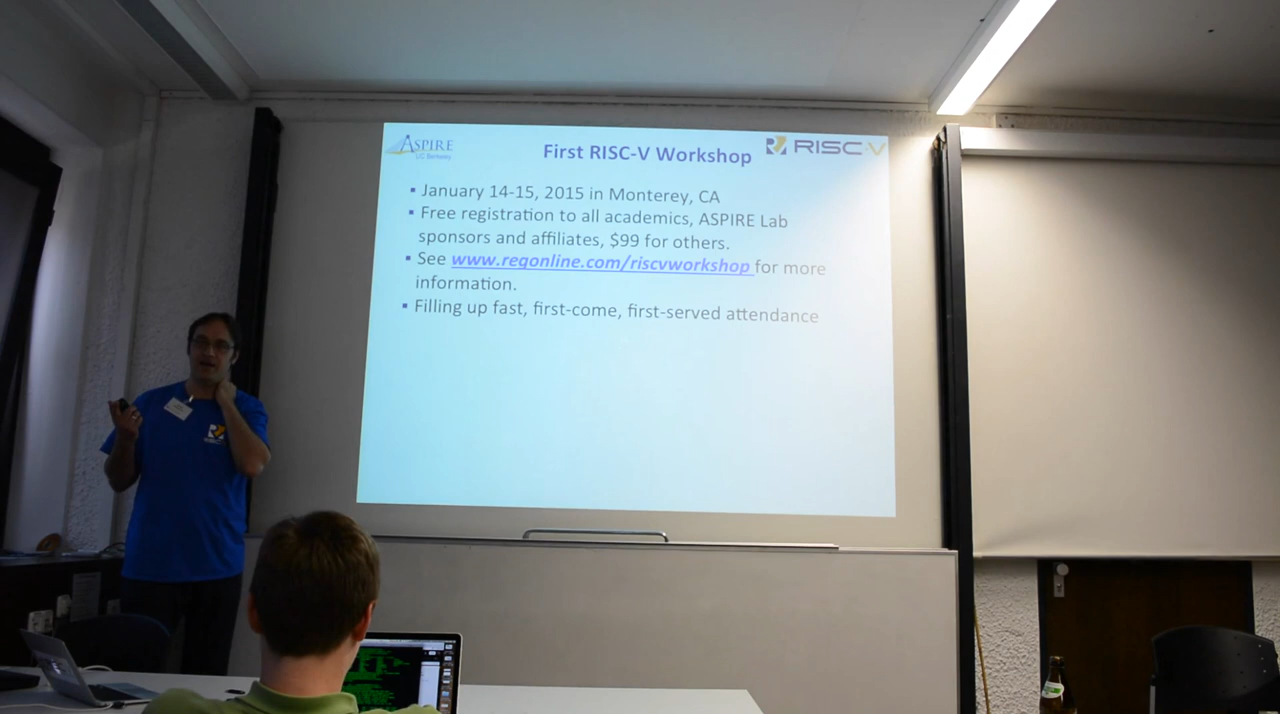 ASPIRE
UC Berkeley
First RISC-V Workshop
RISC V
▪ January 14-15, 2015 in Monterey, CA
▪ Free registration to all academics, ASPIRE Lab
sponsors and affiliates, $99 for others.
▪ See www.regonline.com/riscvworkshop for more
information.
▪ Filling up fast, first-come, first-served attendance